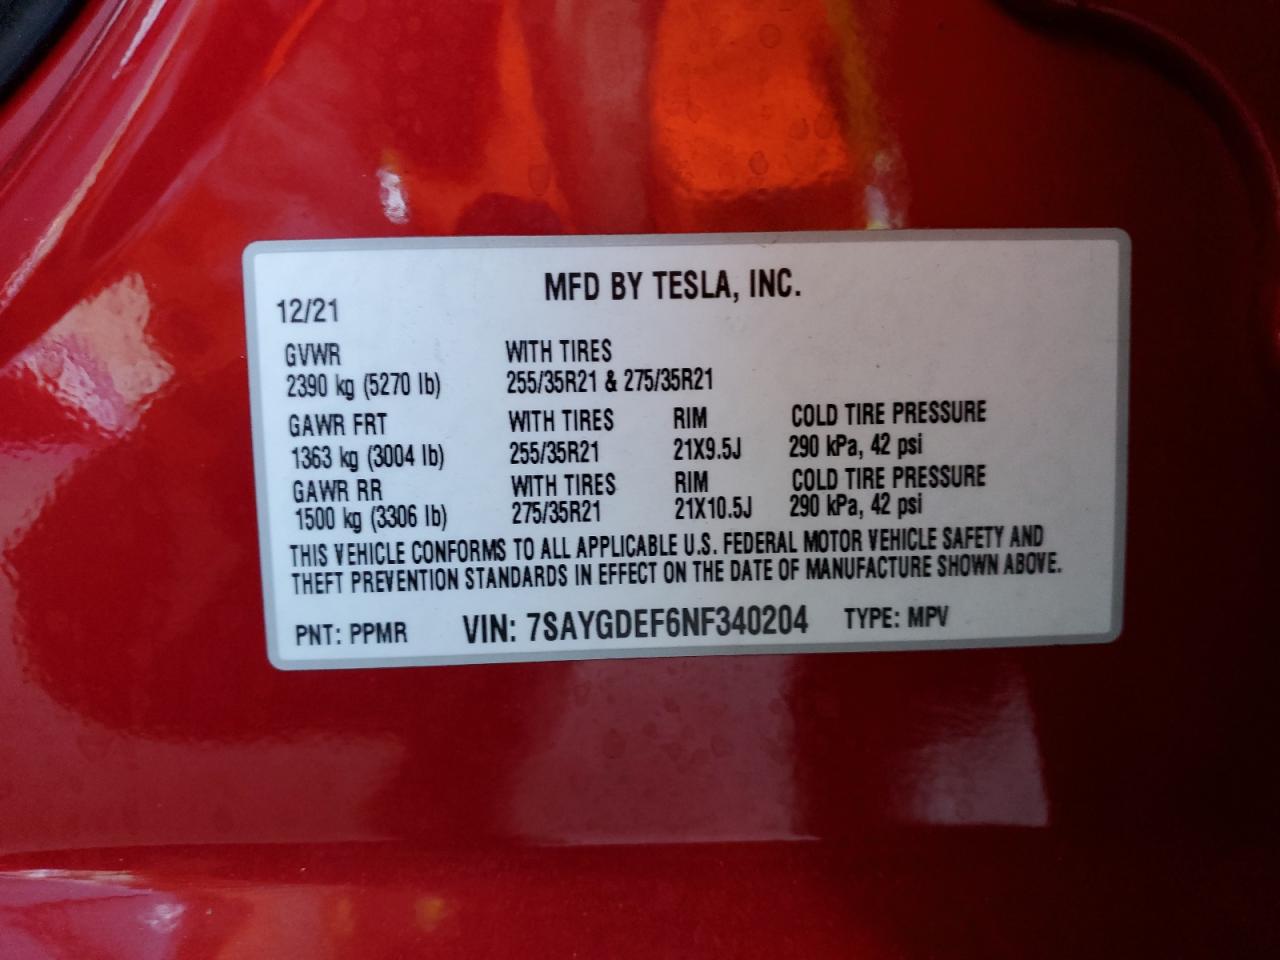 MFD BY TESLA, INC.
12/21
GVWR WITH TIRES
2390 kg (5270 lb) 255/35R21 & 275/35R21
GAWR FRT WITH TIRES RIM COLD TIRE PRESSURE
1363 kg (3004 lb) 255/35R21 21X9.5J 290 kPa, 42 psi
GAWR RR WITH TIRES RIM COLD TIRE PRESSURE
1500 kg (3306 lb) 275/35R21 21X10.5J 290 kPa, 42 psi
THIS VEHICLE CONFORMS TO ALL APPLICABLE U.S. FEDERAL MOTOR VEHICLE SAFETY AND
THEFT PREVENTION STANDARDS IN EFFECT ON THE DATE OF MANUFACTURE SHOWN ABOVE.
PNT: PPMR VIN: 7SAYGDEF6NF340204 TYPE: MPV